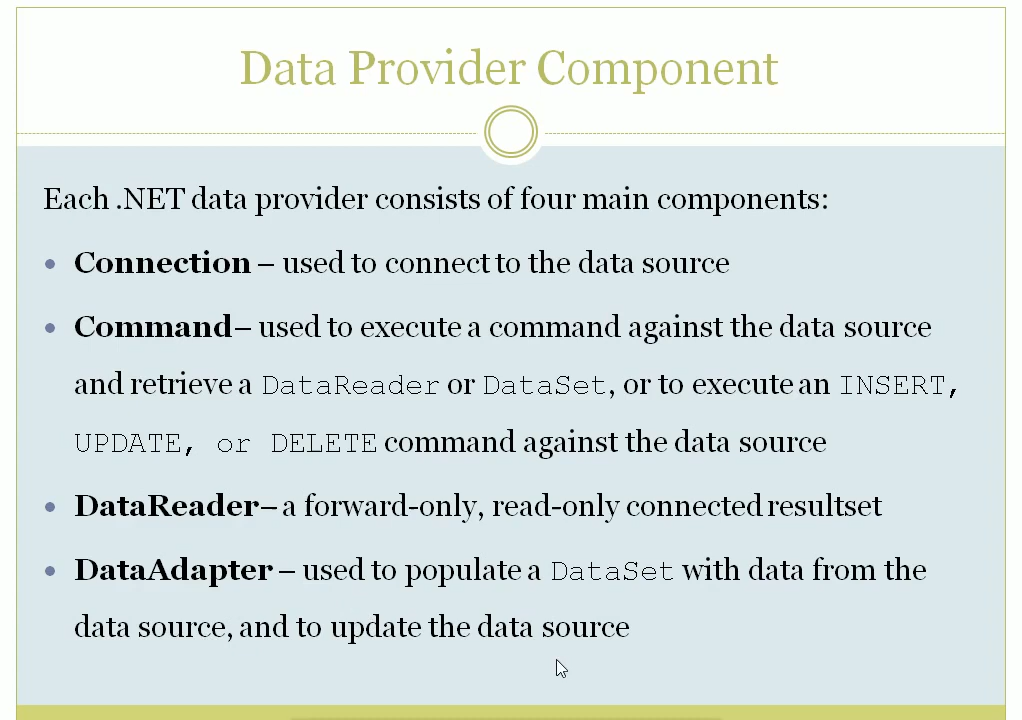 Data Provider Component
Each .NET data provider consists of four main components:
• Connection – used to connect to the data source
• Command– used to execute a command against the data source
and retrieve a DataReader or DataSet, or to execute an INSERT,
UPDATE, or DELETE command against the data source
• DataReader– a forward-only, read-only connected resultset
• DataAdapter – used to populate a DataSet with data from the
data source, and to update the data source